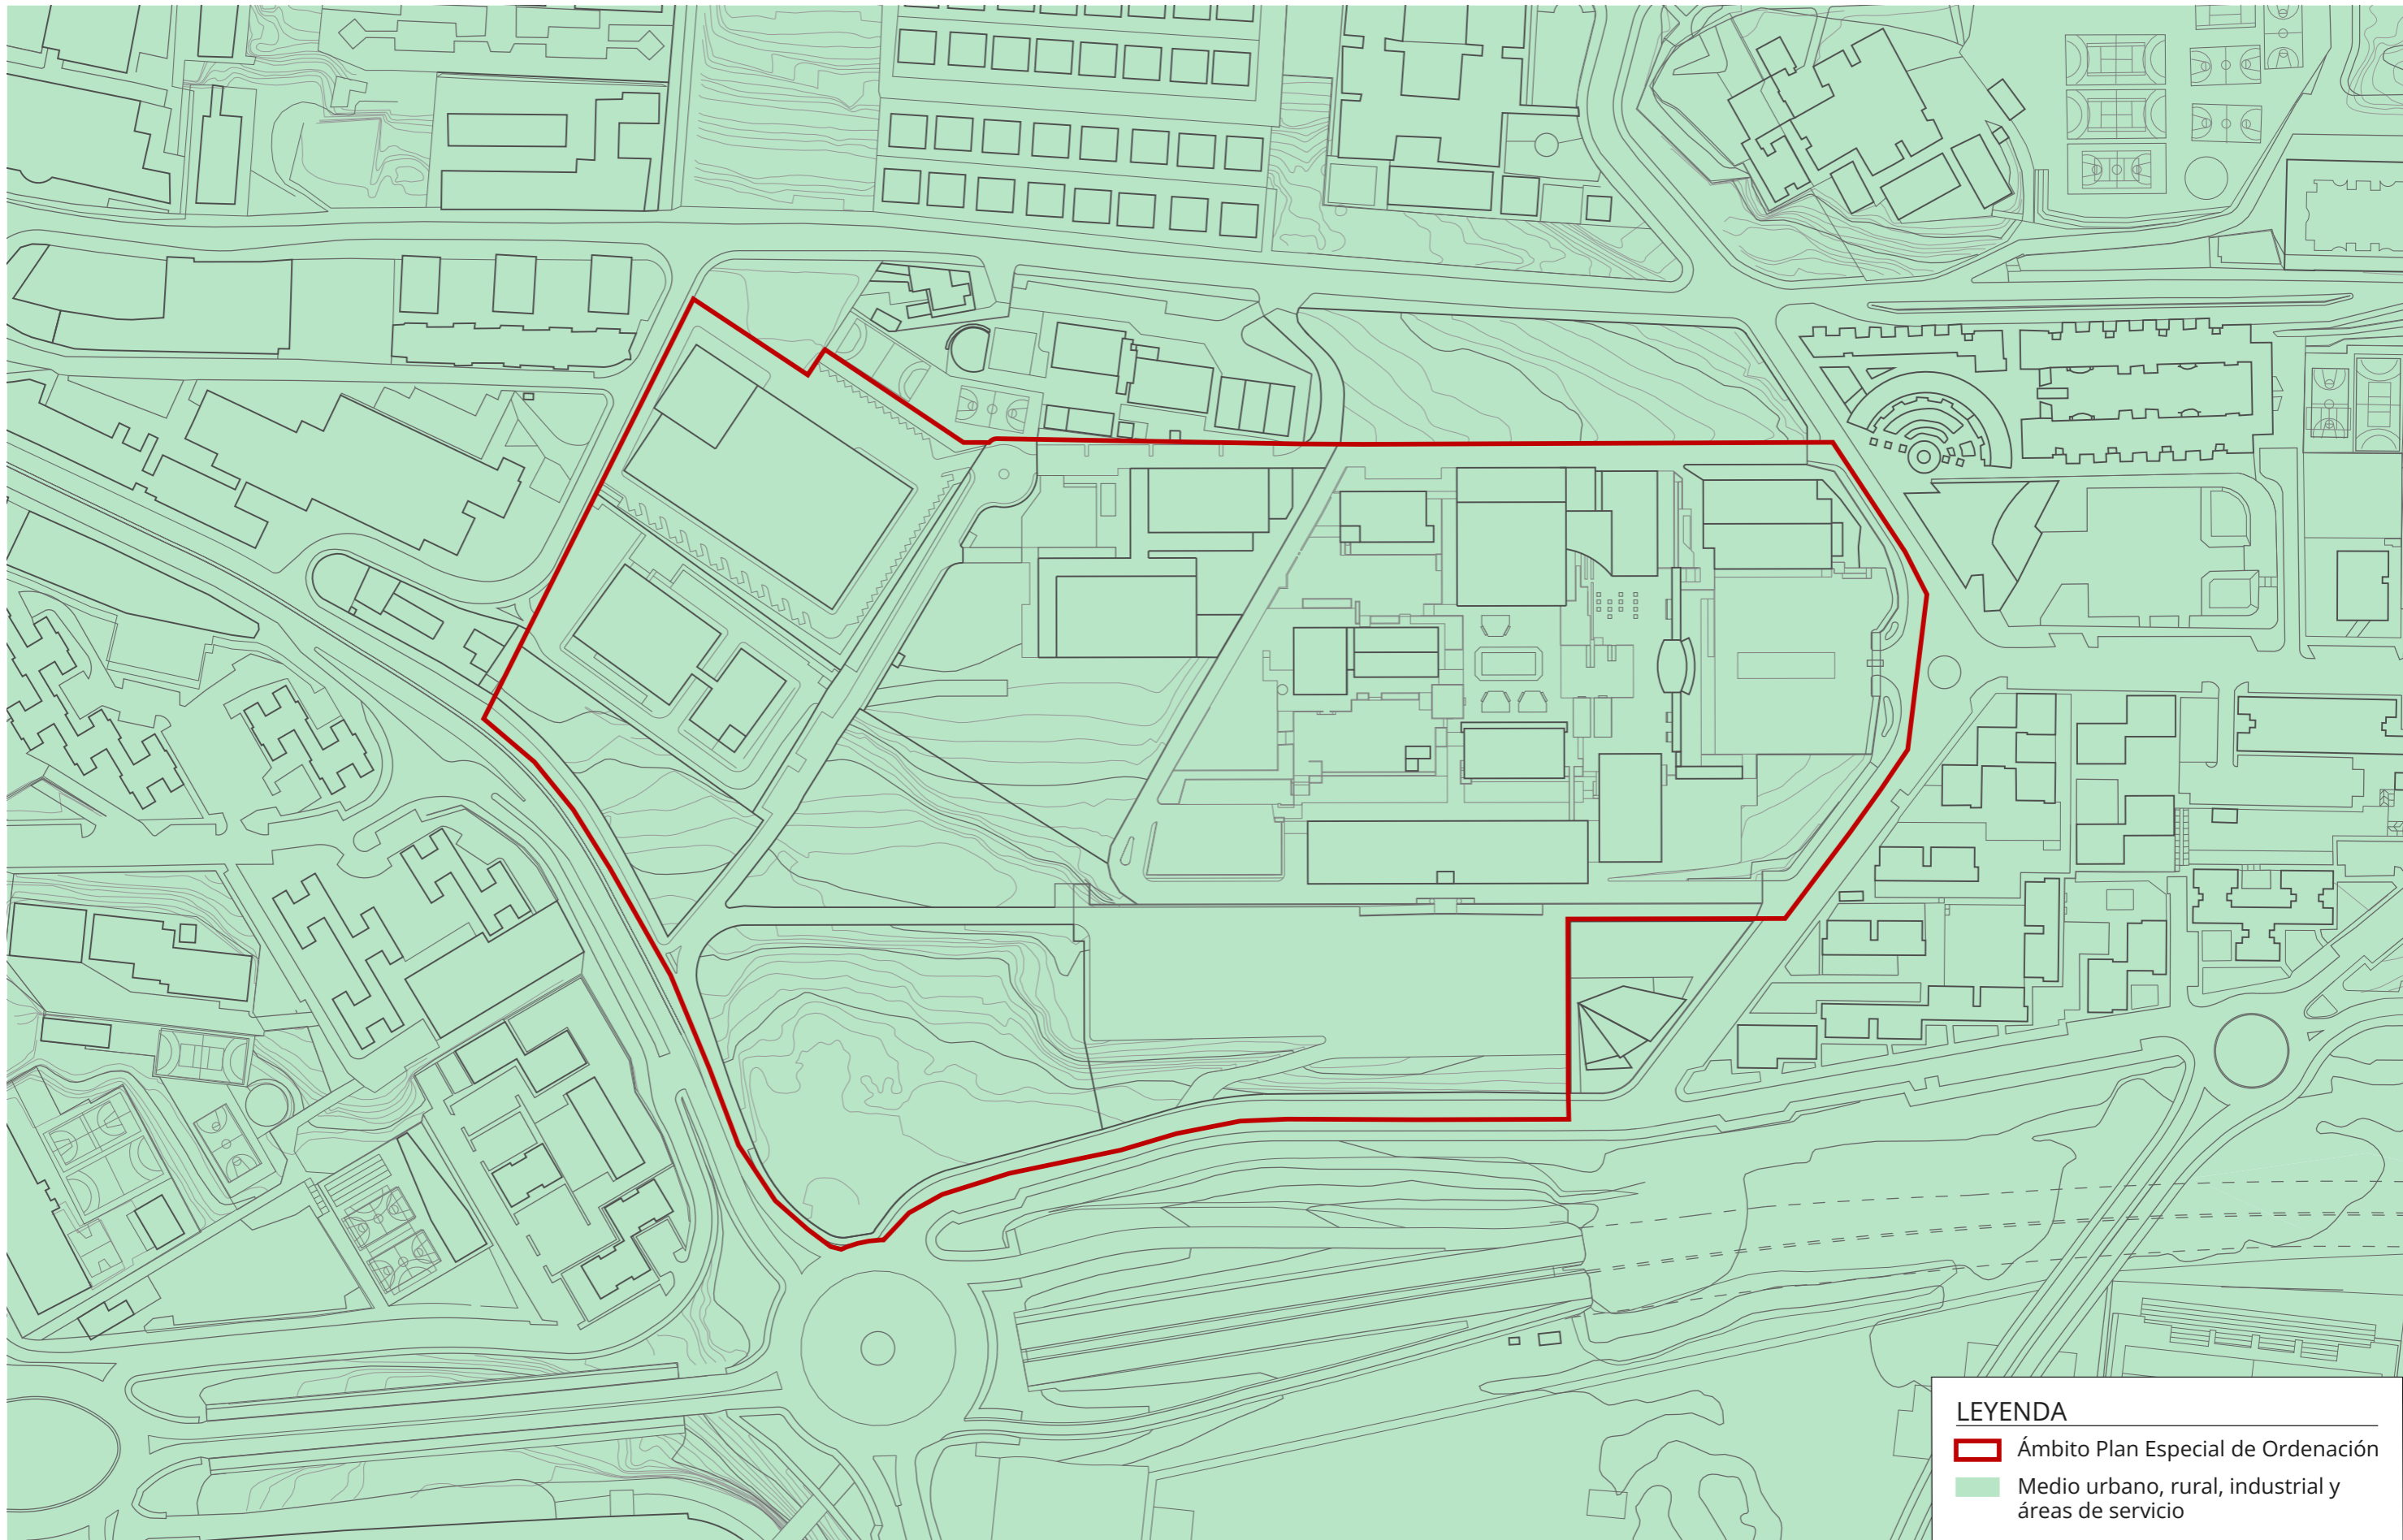 LEYENDA
Ámbito Plan Especial de Ordenación
Medio urbano, rural, industrial y
áreas de servicio